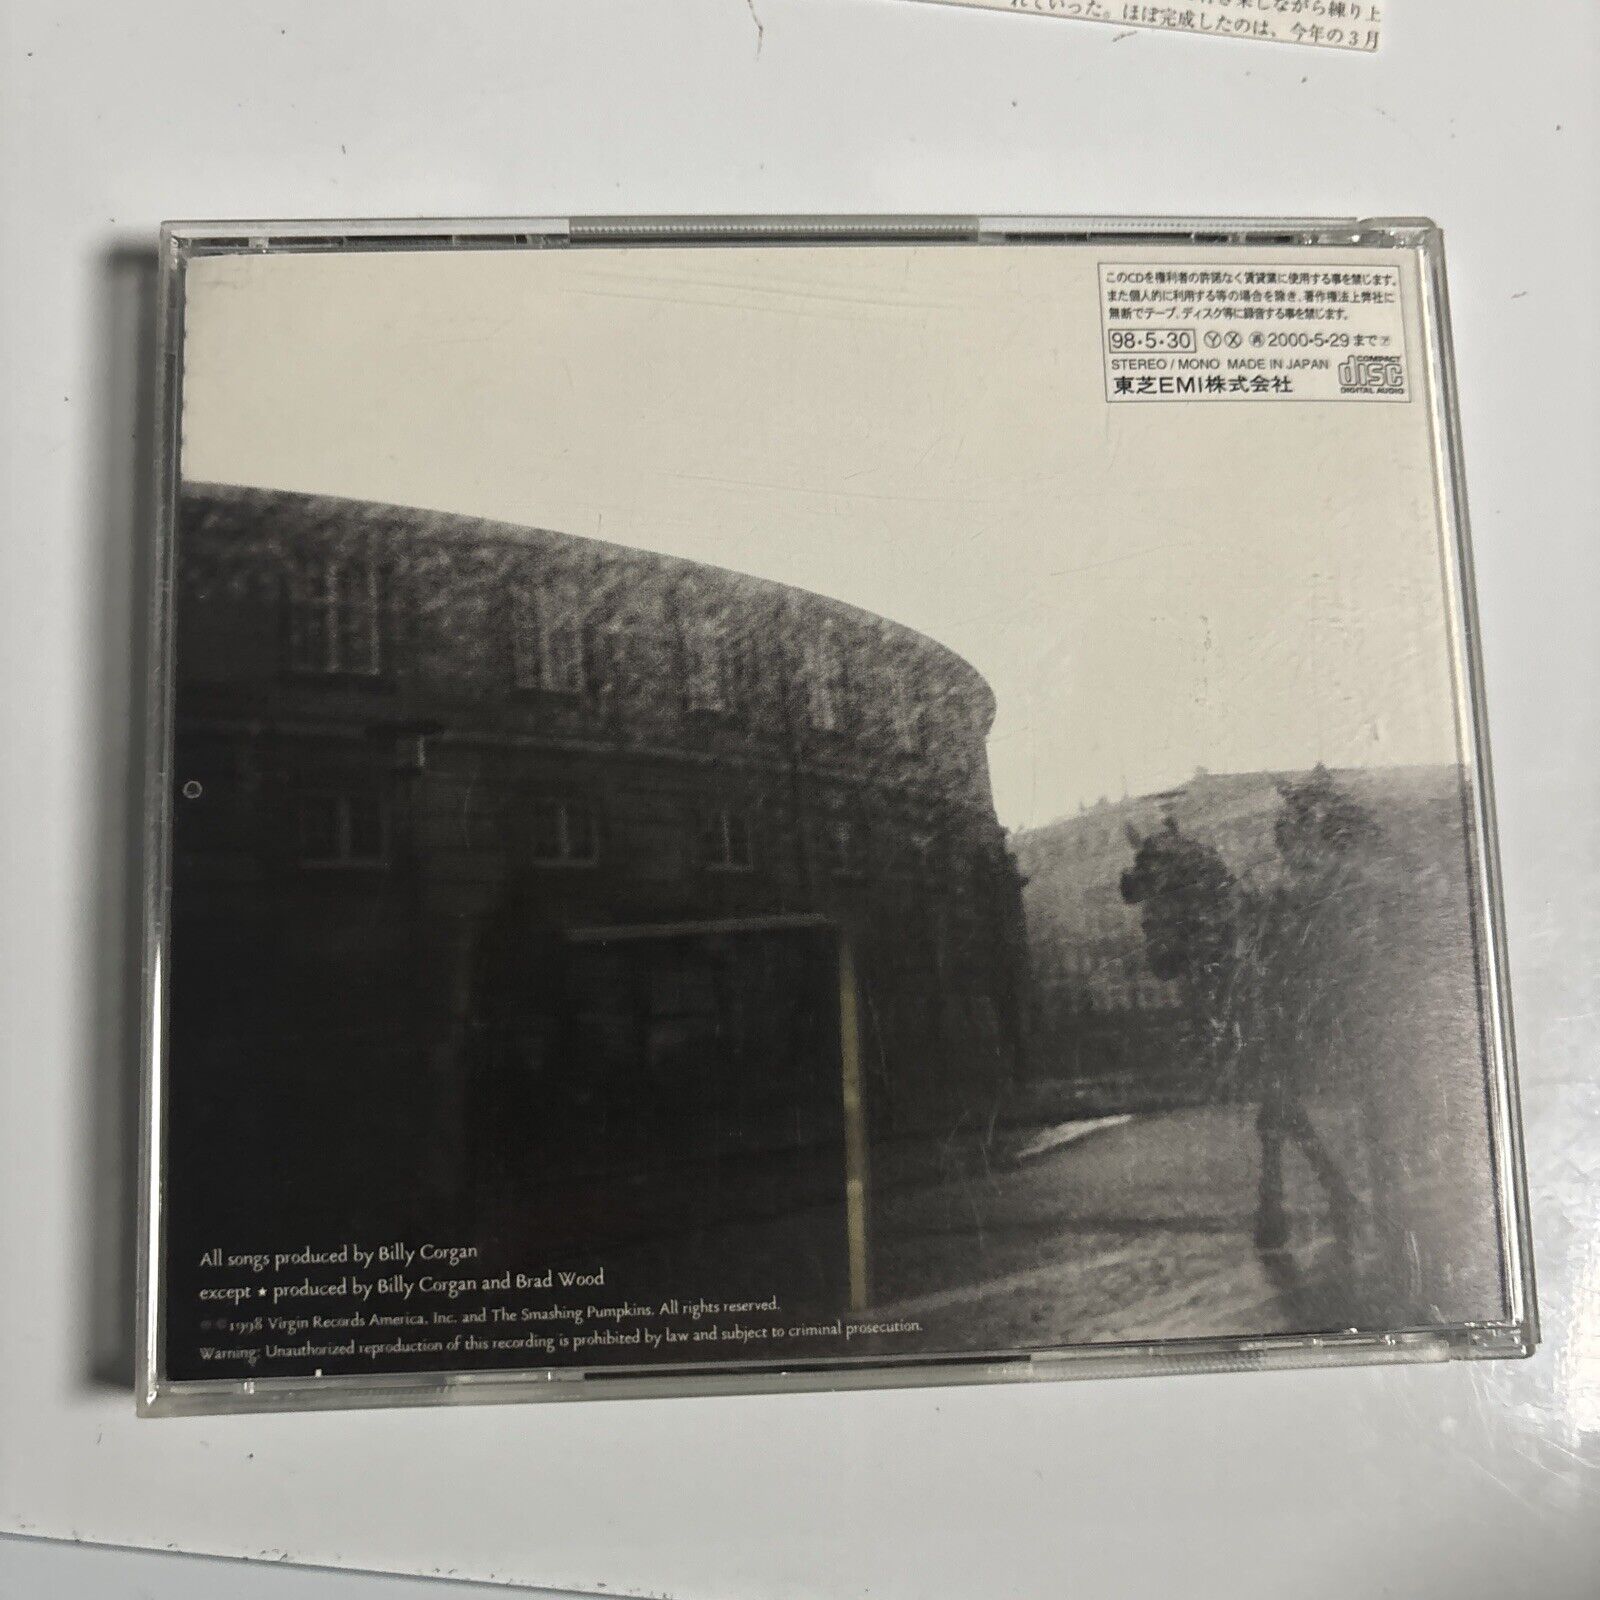 しながら練り上
れていった。ほぼ完成したのは、今年の3月
このCDを権利者の許諾なく賃貸業に使用する事を禁じます。
また個人的に利用する等の場合を除き、著作権法上弊社に
無断でテープ、ディスク等に録音する事を禁じます。
98・5・30 Ⓨ Ⓧ ㊢ 2000・5・29まで
STEREO / MONO MADE IN JAPAN
東芝EMI株式会社
COMPACT
disc
DIGITAL AUDIO
All songs produced by Billy Corgan
except ★ produced by Billy Corgan and Brad Wood
℗ ©1998 Virgin Records America, Inc. and The Smashing Pumpkins. All rights reserved.
Warning: Unauthorized reproduction of this recording is prohibited by law and subject to criminal prosecution.